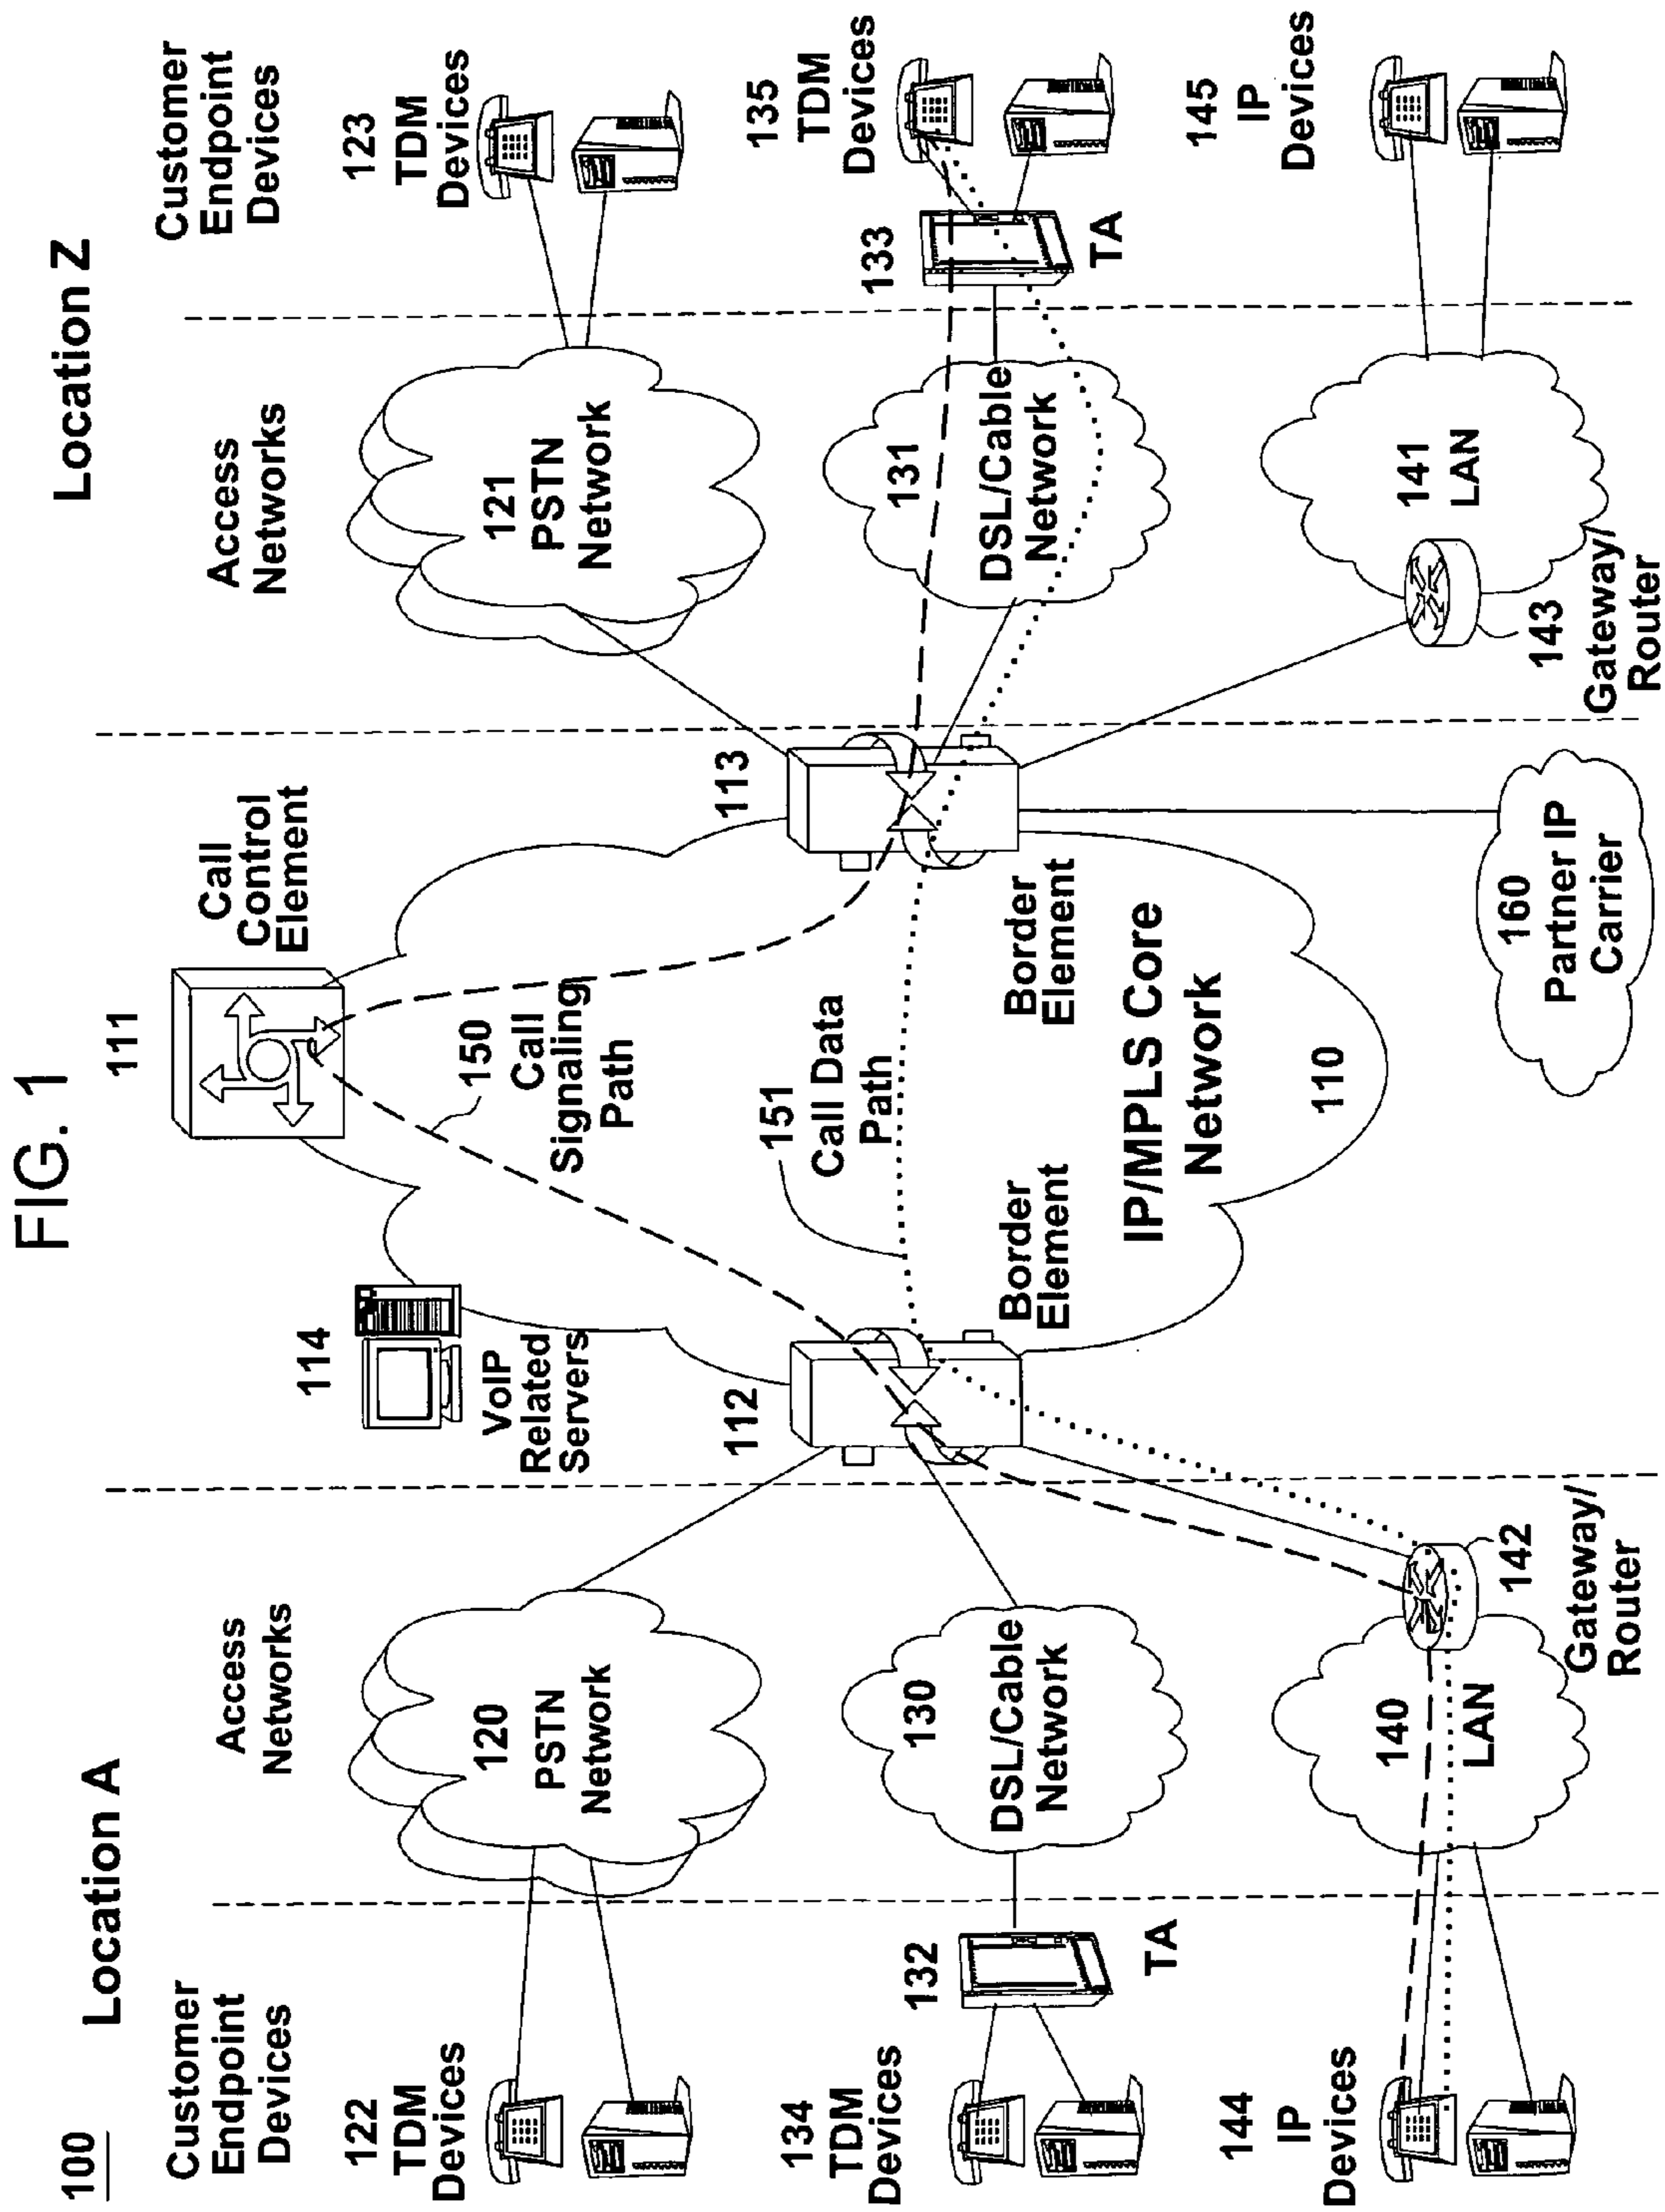 FIG. 1
100
Location A
Location Z
Customer
Endpoint
Devices
Access
Networks
114
VoIP
Related
Servers
111
Call
Control
Element
Access
Networks
Customer
Endpoint
Devices
122
TDM
Devices
120
PSTN
Network
150
Call
Signaling
Path
121
PSTN
Network
123
TDM
Devices
112
113
134
TDM
Devices
132
TA
130
DSL/Cable
Network
Border
Element
151
Call Data
Path
Border
Element
131
DSL/Cable
Network
133
TA
135
TDM
Devices
IP/MPLS Core
Network
110
144
IP
Devices
140
LAN
142
Gateway/
Router
160
Partner IP
Carrier
143
Gateway/
Router
141
LAN
145
IP
Devices